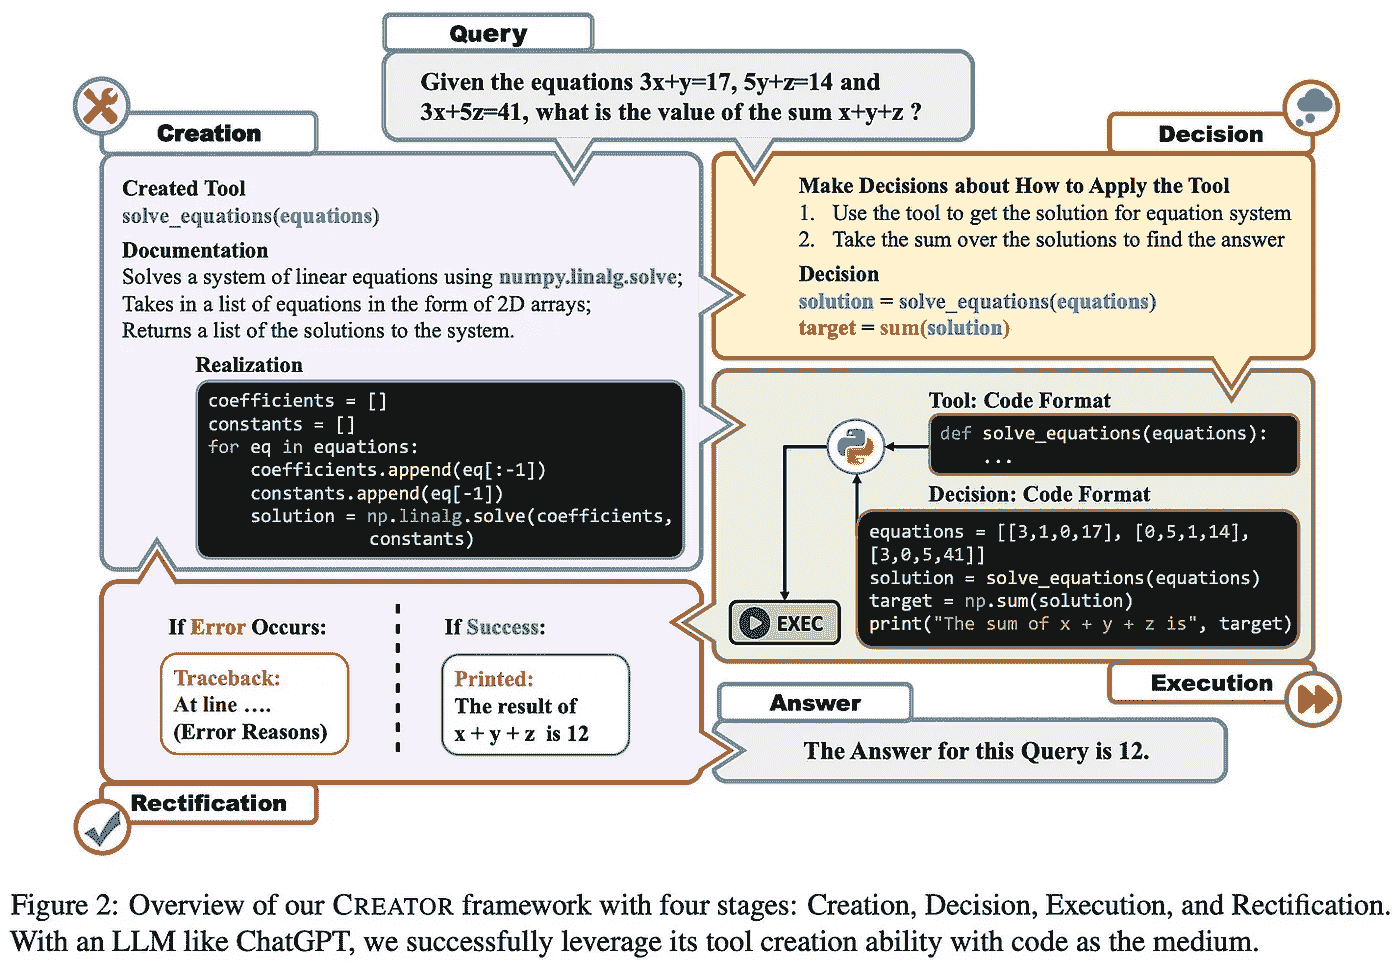 Query
Given the equations 3x+y=17, 5y+z=14 and
3x+5z=41, what is the value of the sum x+y+z ?
Creation
Created Tool
solve_equations(equations)
Documentation
Solves a system of linear equations using numpy.linalg.solve;
Takes in a list of equations in the form of 2D arrays;
Returns a list of the solutions to the system.
Realization
coefficients = []
constants = []
for eq in equations:
    coefficients.append(eq[:-1])
    constants.append(eq[-1])
    solution = np.linalg.solve(coefficients,
constants)
Decision
Make Decisions about How to Apply the Tool
1. Use the tool to get the solution for equation system
2. Take the sum over the solutions to find the answer
Decision
solution = solve_equations(equations)
target = sum(solution)
Tool: Code Format
def solve_equations(equations):
...
Decision: Code Format
equations = [[3,1,0,17], [0,5,1,14],
[3,0,5,41]]
solution = solve_equations(equations)
target = np.sum(solution)
print("The sum of x + y + z is", target)
EXEC
Execution
If Error Occurs:
Traceback:
At line ....
(Error Reasons)
If Success:
Printed:
The result of
x + y + z is 12
Rectification
Answer
The Answer for this Query is 12.
Figure 2: Overview of our CREATOR framework with four stages: Creation, Decision, Execution, and Rectification.
With an LLM like ChatGPT, we successfully leverage its tool creation ability with code as the medium.